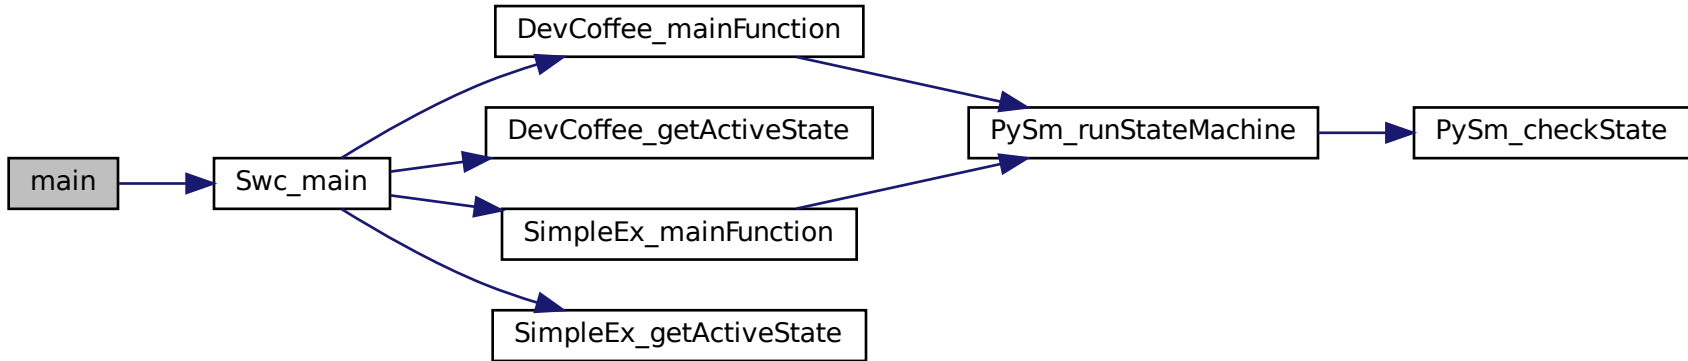 main
Swc_main
DevCoffee_mainFunction
DevCoffee_getActiveState
SimpleEx_mainFunction
SimpleEx_getActiveState
PySm_runStateMachine
PySm_checkState